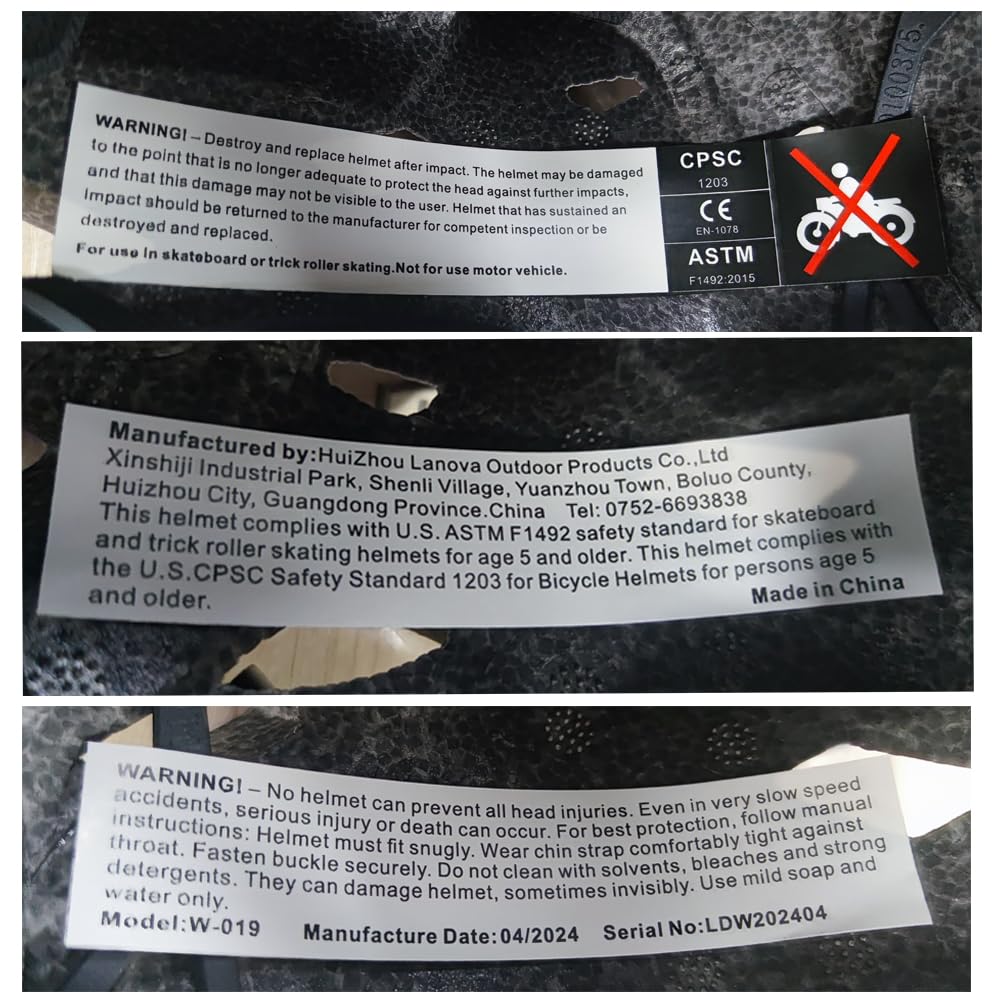 WARNING! – Destroy and replace helmet after impact. The helmet may be damaged
to the point that is no longer adequate to protect the head against further impacts,
and that this damage may not be visible to the user. Helmet that has sustained an
Impact should be returned to the manufacturer for competent inspection or be
destroyed and replaced.
For use in skateboard or trick roller skating.Not for use motor vehicle.
CPSC
1203
CE
EN-1078
ASTM
F1492:2015
Manufactured by:HuiZhou Lanova Outdoor Products Co.,Ltd
Xinshiji Industrial Park, Shenli Village, Yuanzhou Town, Boluo County,
Huizhou City, Guangdong Province.China Tel: 0752-6693838
This helmet complies with U.S. ASTM F1492 safety standard for skateboard
and trick roller skating helmets for age 5 and older. This helmet complies with
the U.S.CPSC Safety Standard 1203 for Bicycle Helmets for persons age 5
and older.
Made in China
WARNING! – No helmet can prevent all head injuries. Even in very slow speed
accidents, serious injury or death can occur. For best protection, follow manual
instructions: Helmet must fit snugly. Wear chin strap comfortably tight against
throat. Fasten buckle securely. Do not clean with solvents, bleaches and strong
detergents. They can damage helmet, sometimes invisibly. Use mild soap and
water only.
Model:W-019 Manufacture Date:04/2024 Serial No:LDW202404